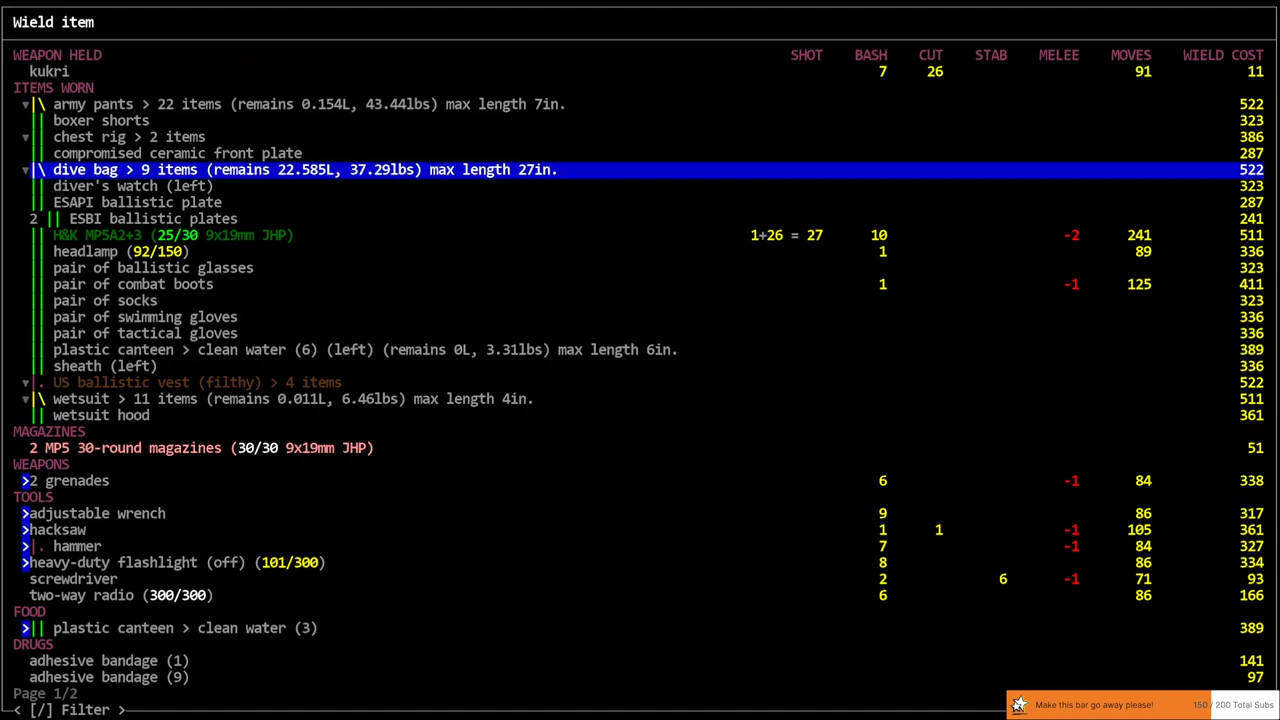 Wield item
WEAPON HELD SHOT BASH CUT STAB MELEE MOVES WIELD COST
kukri 7 26 91 11
ITEMS WORN
▼|\ army pants > 22 items (remains 0.154L, 43.44lbs) max length 7in. 522
|| boxer shorts 323
▼|| chest rig > 2 items 386
|| compromised ceramic front plate 287
▼|\ dive bag > 9 items (remains 22.585L, 37.29lbs) max length 27in. 522
|| diver's watch (left) 323
|| ESAPI ballistic plate 287
2 || ESBI ballistic plates 241
|| H&K MP5A2+3 (25/30 9x19mm JHP) 1+26 = 27 10 -2 241 511
|| headlamp (92/150) 1 89 336
|| pair of ballistic glasses 323
|| pair of combat boots 1 -1 125 411
|| pair of socks 323
|| pair of swimming gloves 336
|| pair of tactical gloves 336
|| plastic canteen > clean water (6) (left) (remains 0L, 3.31lbs) max length 6in. 389
|| sheath (left) 336
▼|. US ballistic vest (filthy) > 4 items 522
▼|\ wetsuit > 11 items (remains 0.011L, 6.46lbs) max length 4in. 511
|| wetsuit hood 361
MAGAZINES
2 MP5 30-round magazines (30/30 9x19mm JHP) 51
WEAPONS
>2 grenades 6 -1 84 338
TOOLS
>adjustable wrench 9 86 317
>hacksaw 1 1 -1 105 361
>|. hammer 7 -1 84 327
>heavy-duty flashlight (off) (101/300) 8 86 334
screwdriver 2 6 -1 71 93
two-way radio (300/300) 6 86 166
FOOD
>|| plastic canteen > clean water (3) 389
DRUGS
adhesive bandage (1) 141
adhesive bandage (9) 97
Page 1/2
< [/] Filter >
Make this bar go away please! 150 / 200 Total Subs